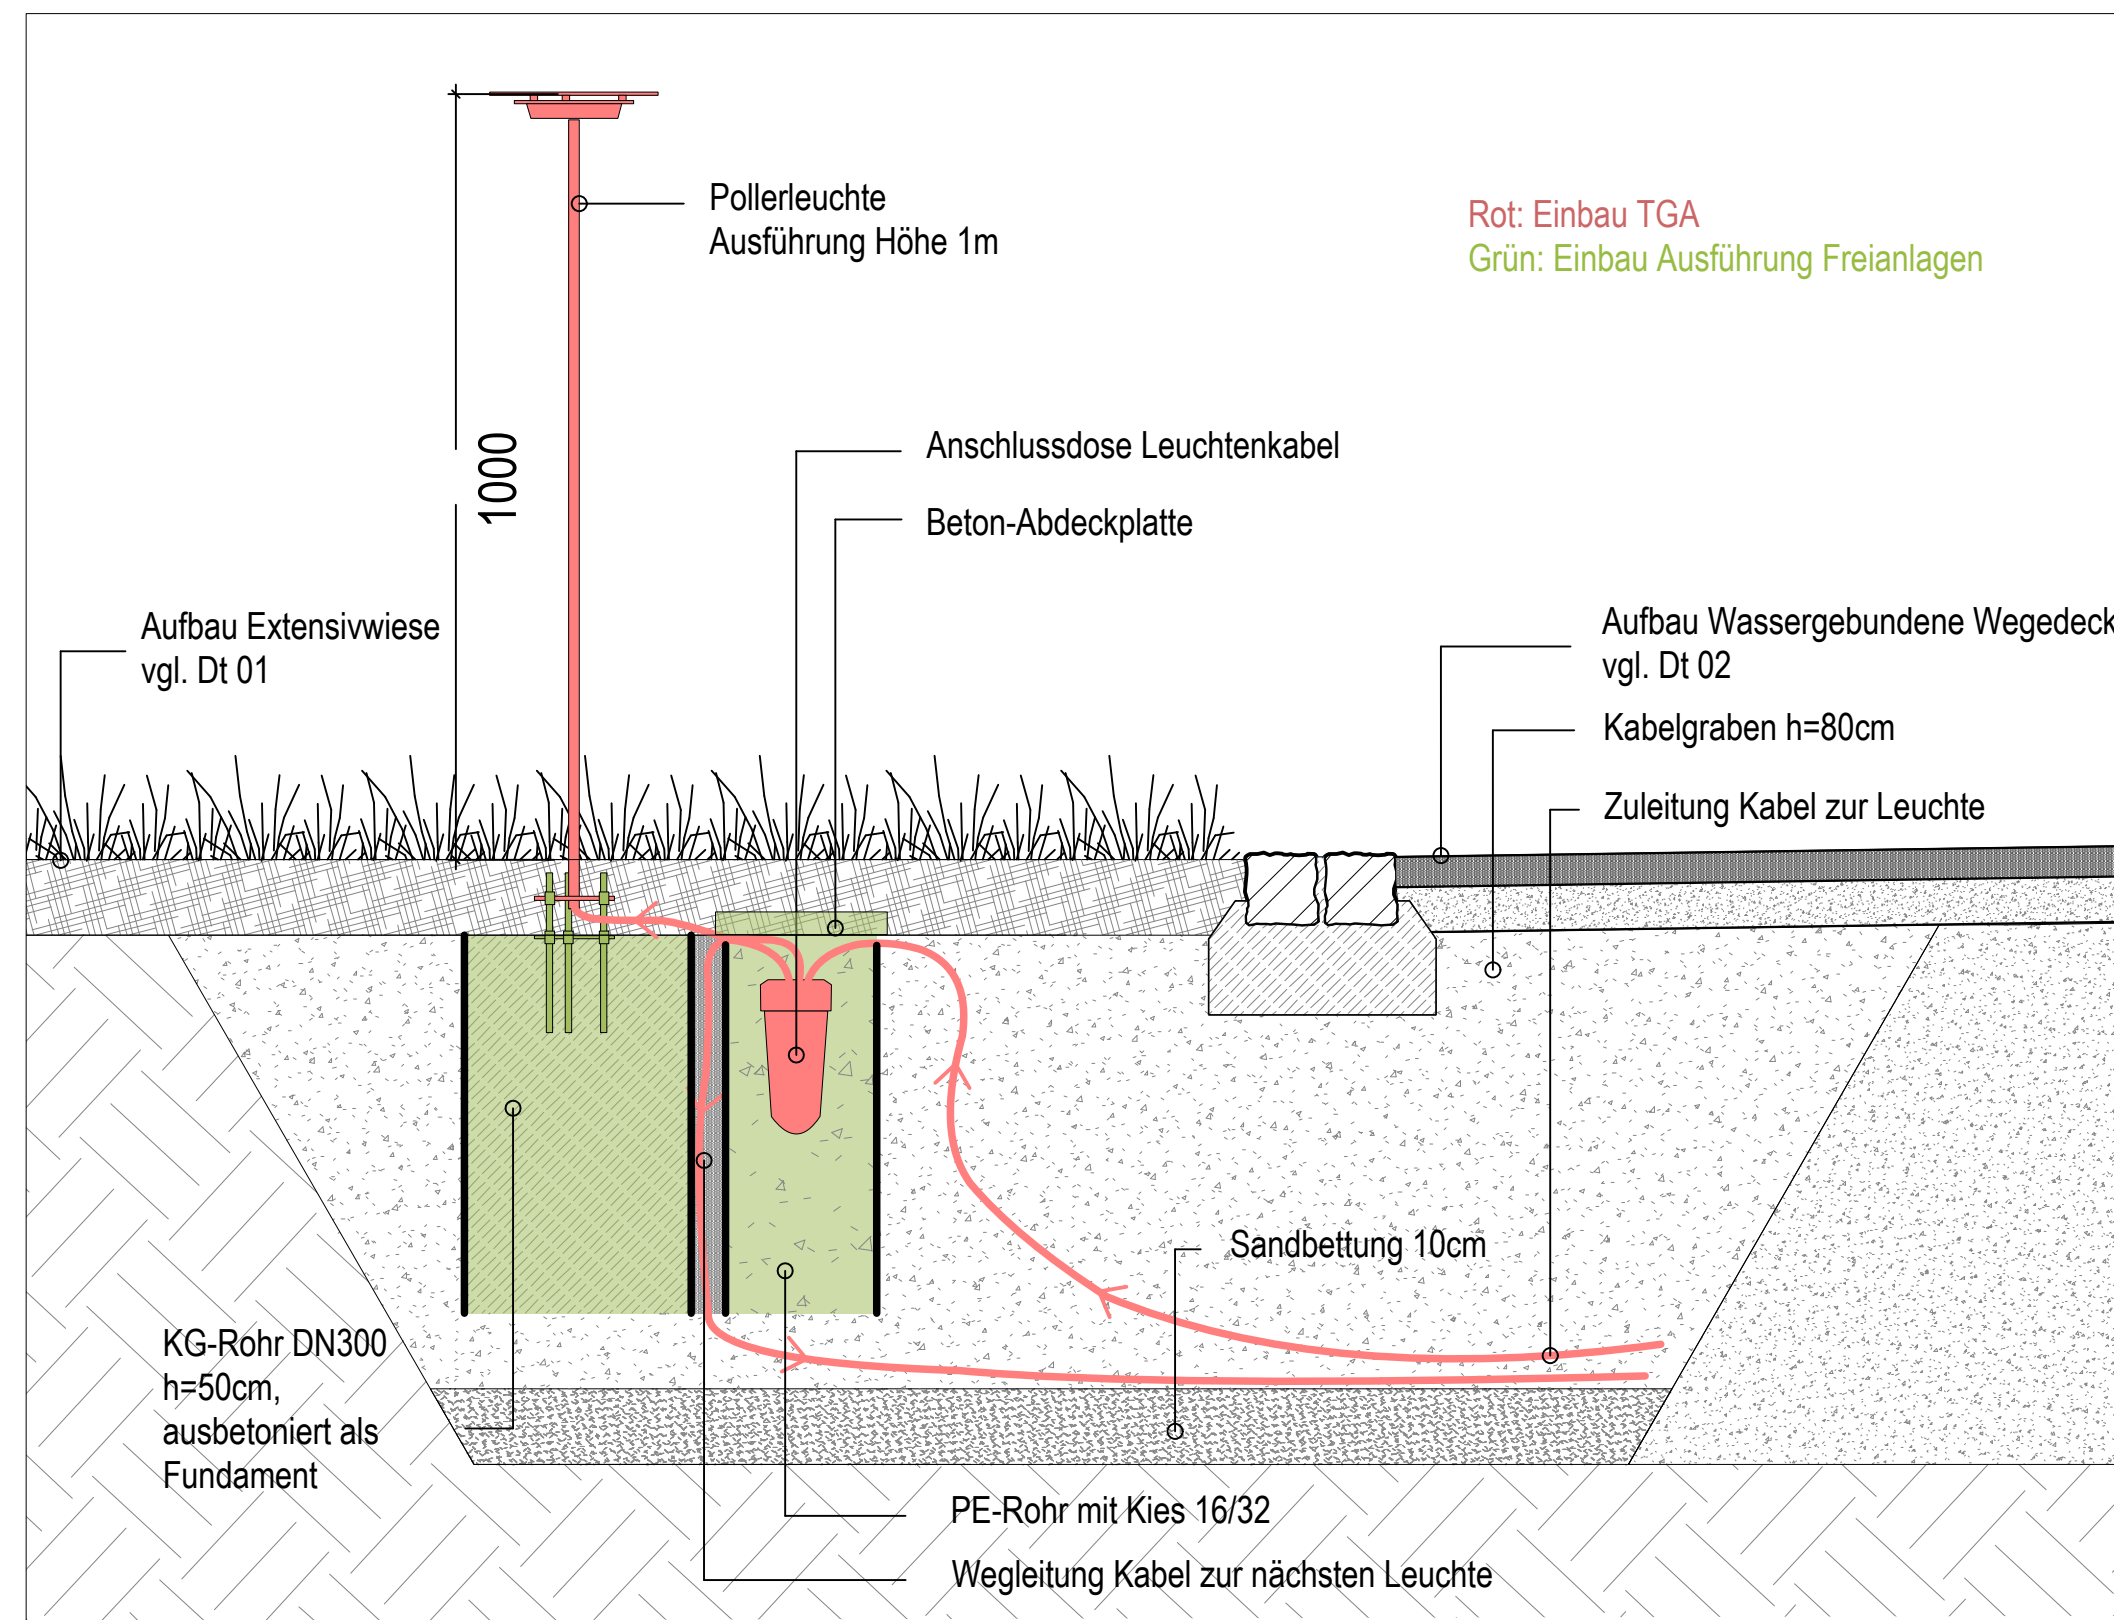 Pollerleuchte
Ausführung Höhe 1m
Rot: Einbau TGA
Grün: Einbau Ausführung Freianlagen
1000
Anschlussdose Leuchtenkabel
Beton-Abdeckplatte
Aufbau Extensivwiese
vgl. Dt 01
Aufbau Wassergebundene Wegedeck
vgl. Dt 02
Kabelgraben h=80cm
Zuleitung Kabel zur Leuchte
Sandbettung 10cm
KG-Rohr DN300
h=50cm,
ausbetoniert als
Fundament
PE-Rohr mit Kies 16/32
Wegleitung Kabel zur nächsten Leuchte